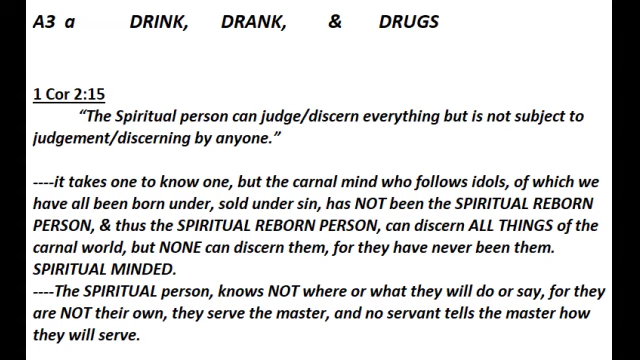 A3 a DRINK, DRANK, & DRUGS
1 Cor 2:15
“The Spiritual person can judge/discern everything but is not subject to
judgement/discerning by anyone.”
----it takes one to know one, but the carnal mind who follows idols, of which we
have all been born under, sold under sin, has NOT been the SPIRITUAL REBORN
PERSON, & thus the SPIRITUAL REBORN PERSON, can discern ALL THINGS of the
carnal world, but NONE can discern them, for they have never been them.
SPIRITUAL MINDED.
----The SPIRITUAL person, knows NOT where or what they will do or say, for they
are NOT their own, they serve the master, and no servant tells the master how
they will serve.